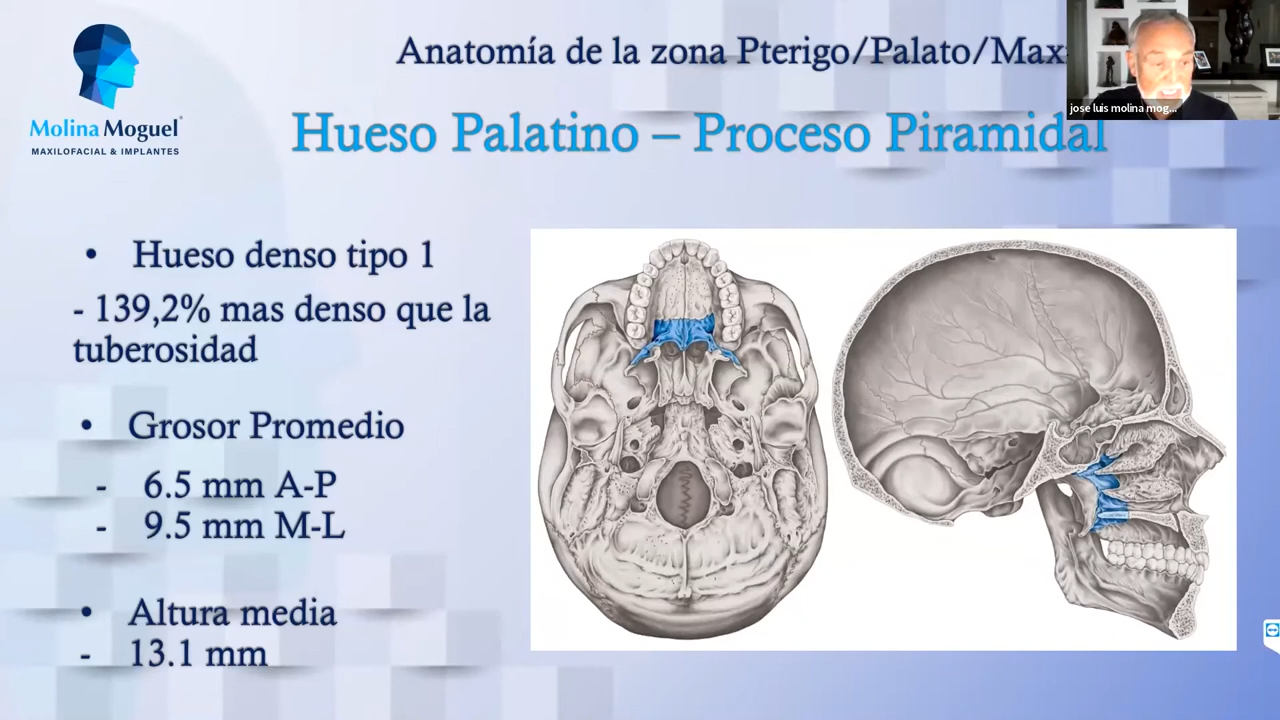 Anatomía de la zona Pterigo/Palato/Max
jose luis molina mog...
Molina Moguel
MAXILOFACIAL & IMPLANTES
Hueso Palatino – Proceso Piramidal
• Hueso denso tipo 1
- 139,2% mas denso que la
tuberosidad
• Grosor Promedio
- 6.5 mm A-P
- 9.5 mm M-L
• Altura media
- 13.1 mm